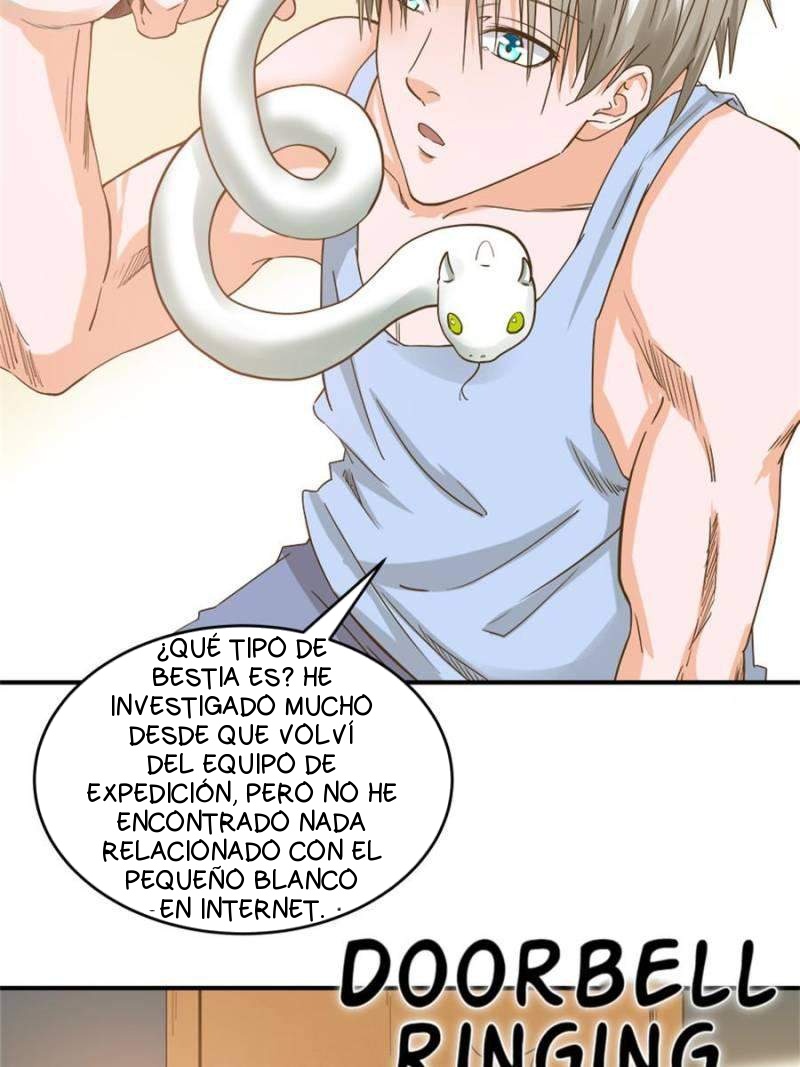 ¿QUÉ TIPO DE
BESTIA ES? HE
INVESTIGADO MUCHO
DESDE QUE VOLVÍ
DEL EQUIPO DE
EXPEDICIÓN, PERO NO HE
ENCONTRADO NADA
RELACIONADO CON EL
PEQUEÑO BLANCO
EN INTERNET.
DOORBELL
RINGING